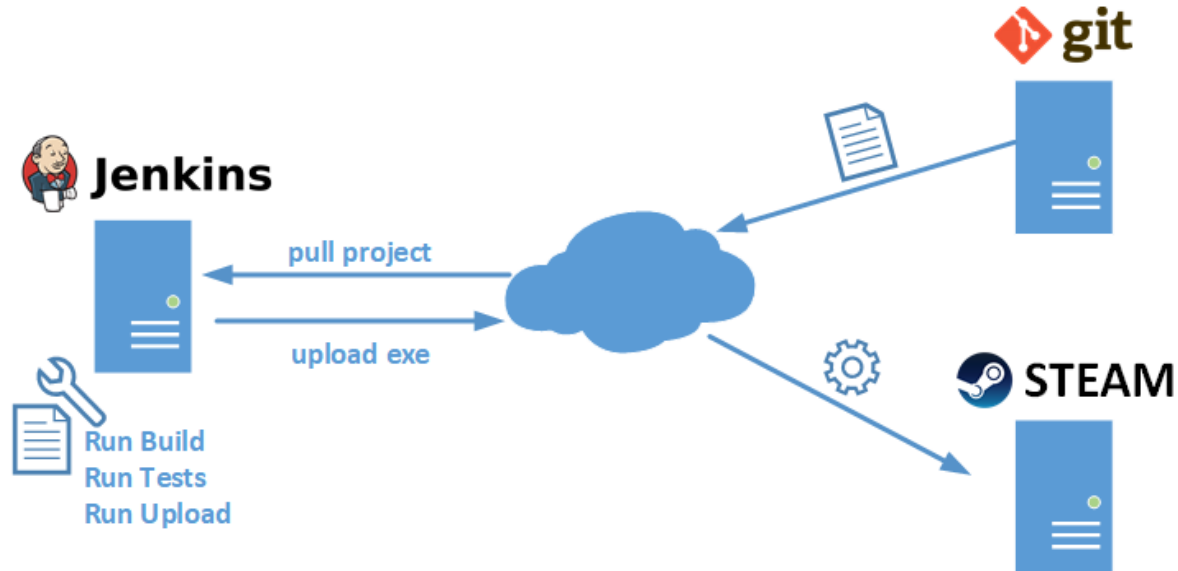 git
Jenkins
pull project
upload exe
STEAM
Run Build
Run Tests
Run Upload